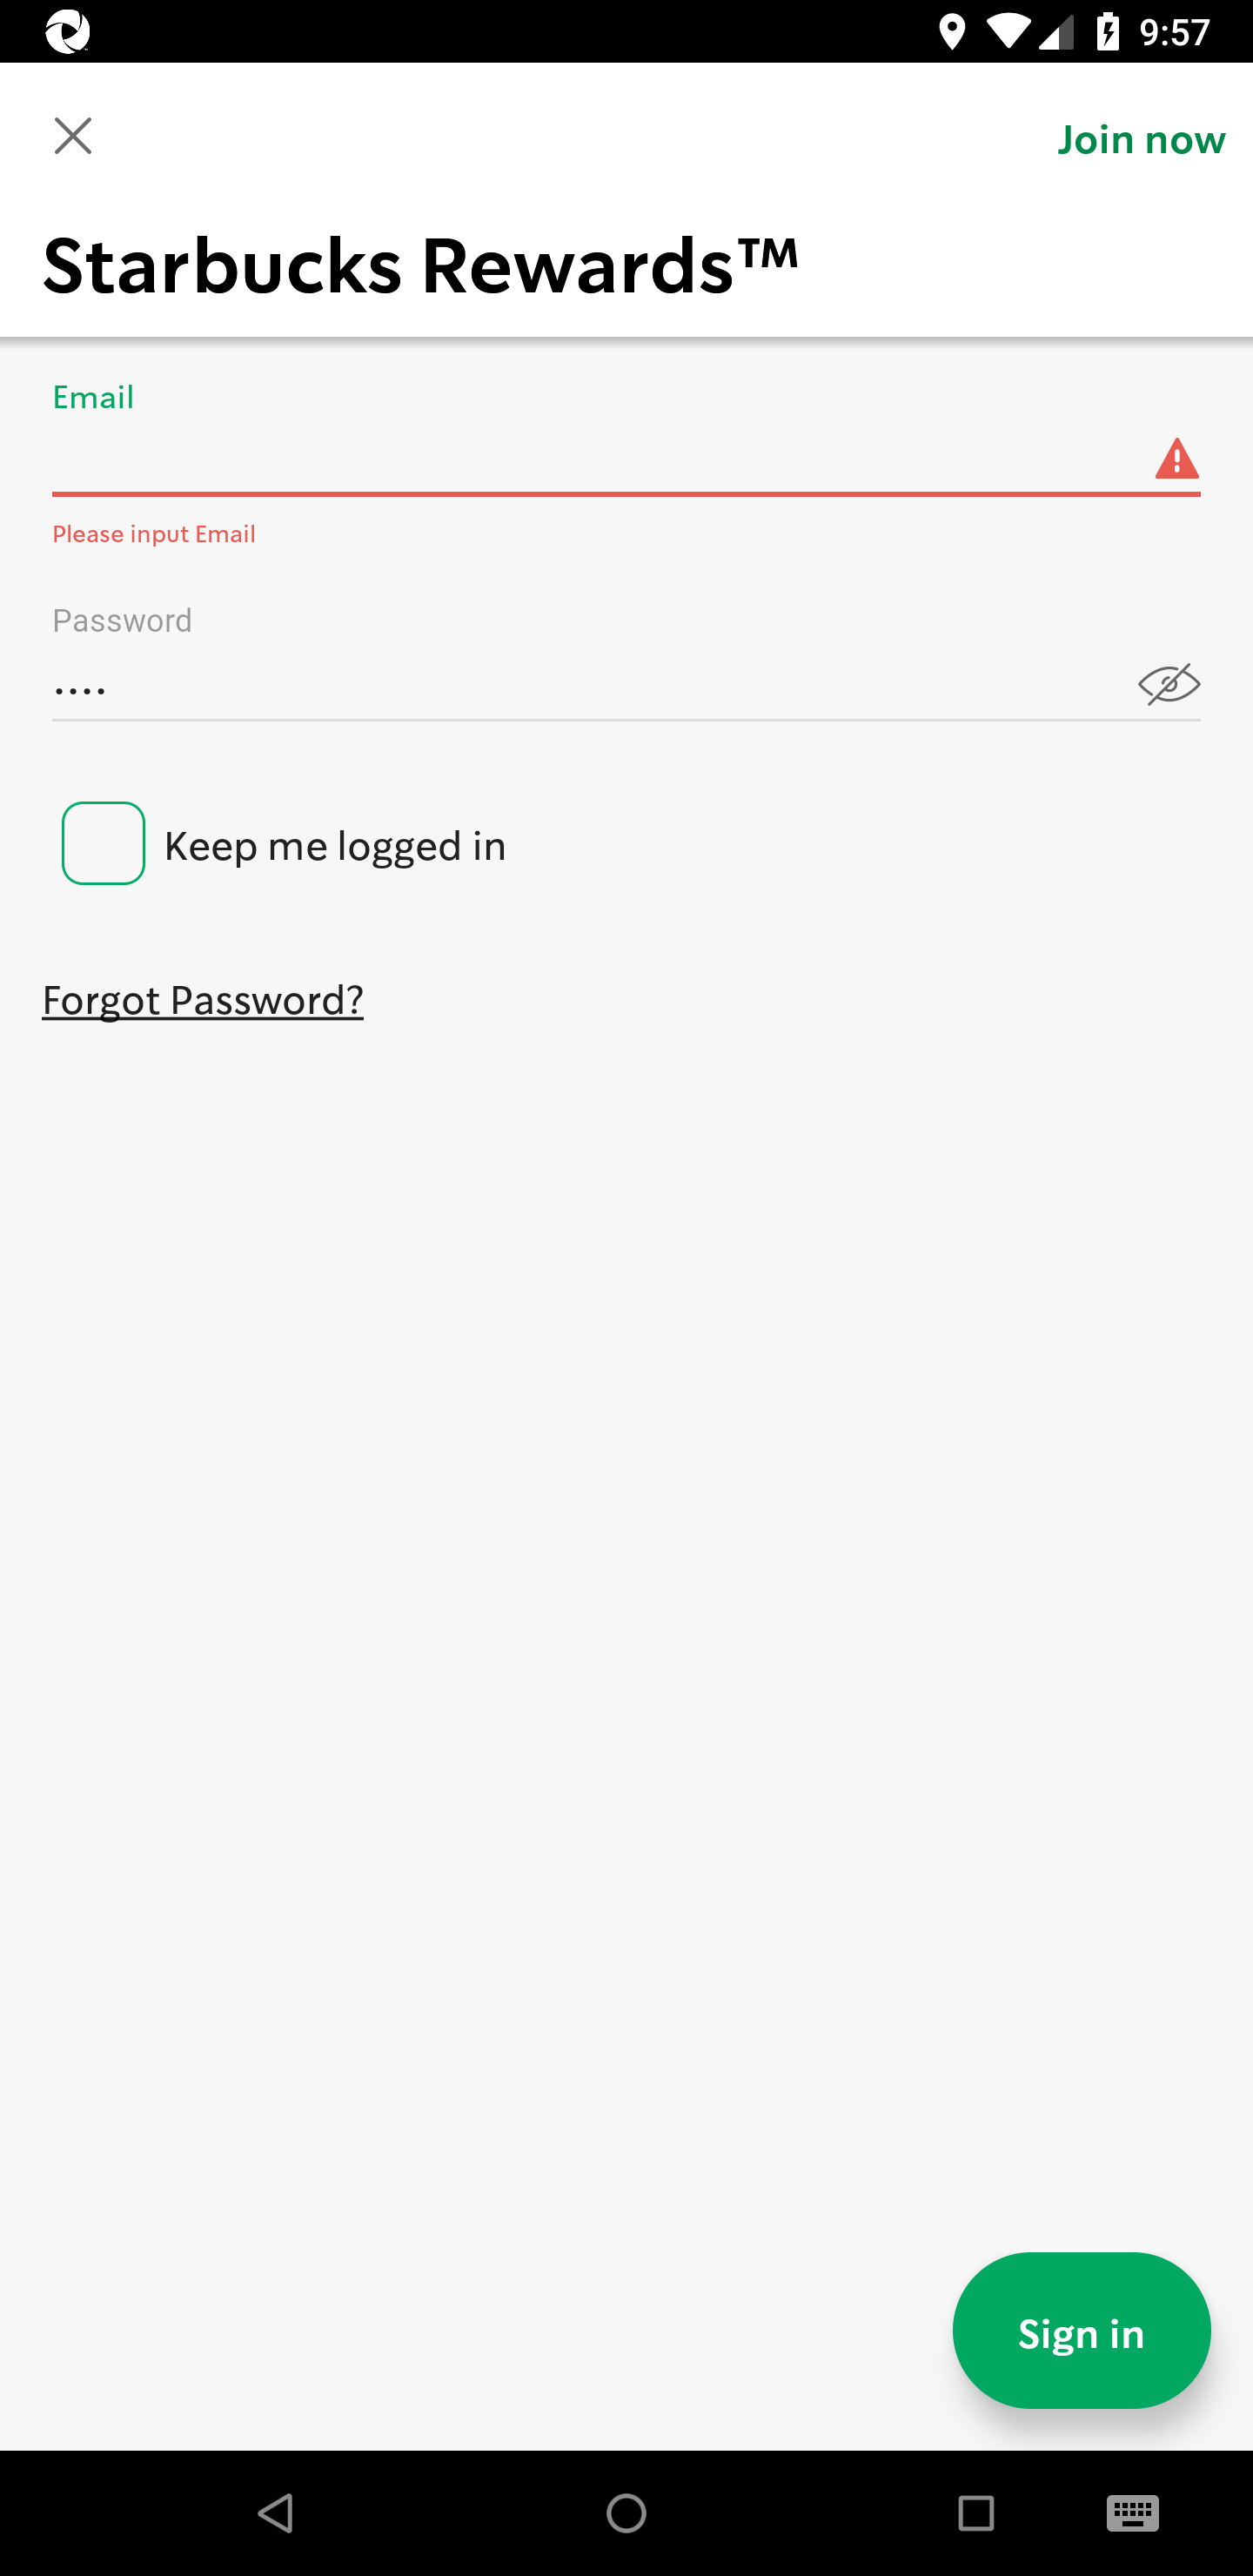 9:57
Join now
Starbucks Rewards™
Email
Please input Email
Password
••••
Keep me logged in
Forgot Password?
Sign in